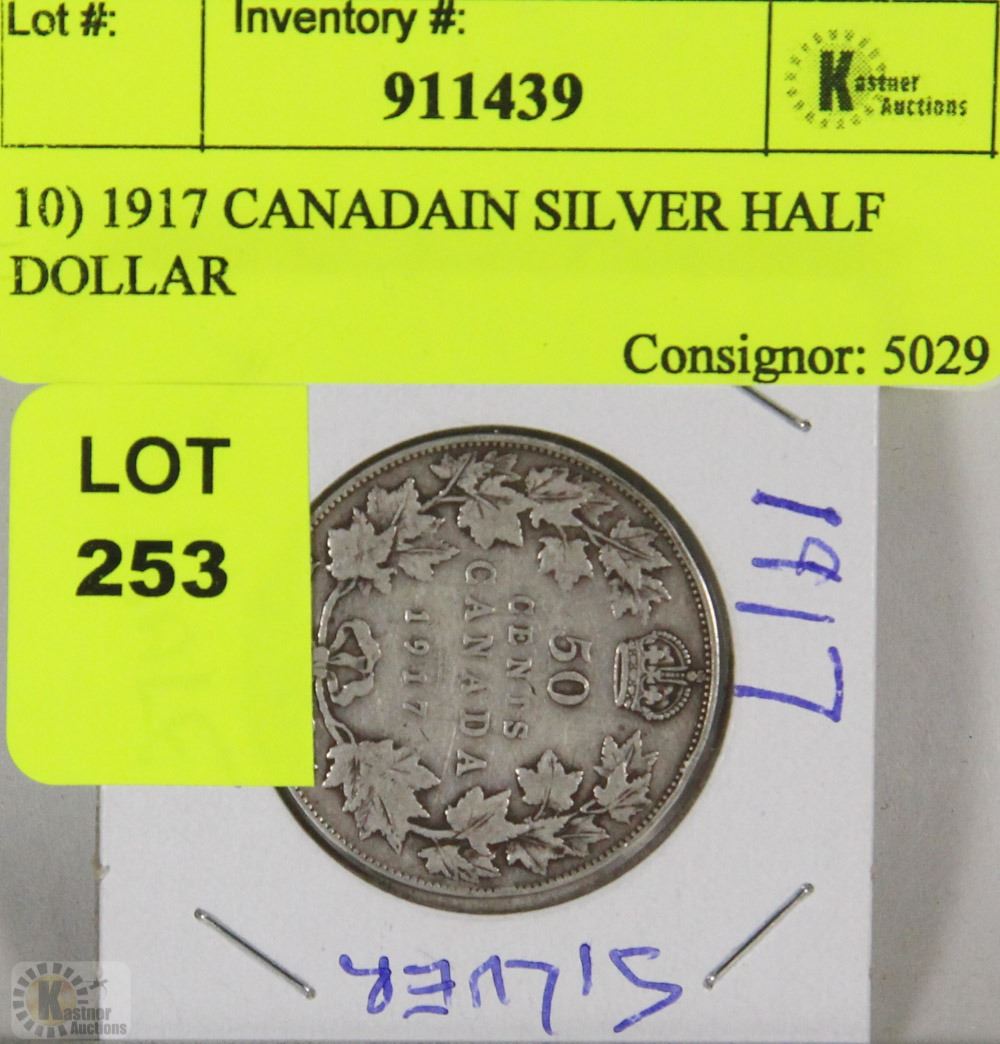 Lot #:
Inventory #:
911439
Kastner
Auctions
10) 1917 CANADAIN SILVER HALF
DOLLAR
Consignor: 5029
LOT
253
50
CENTS
CANADA
1917
1917
SILVER
Kastner
Auctions